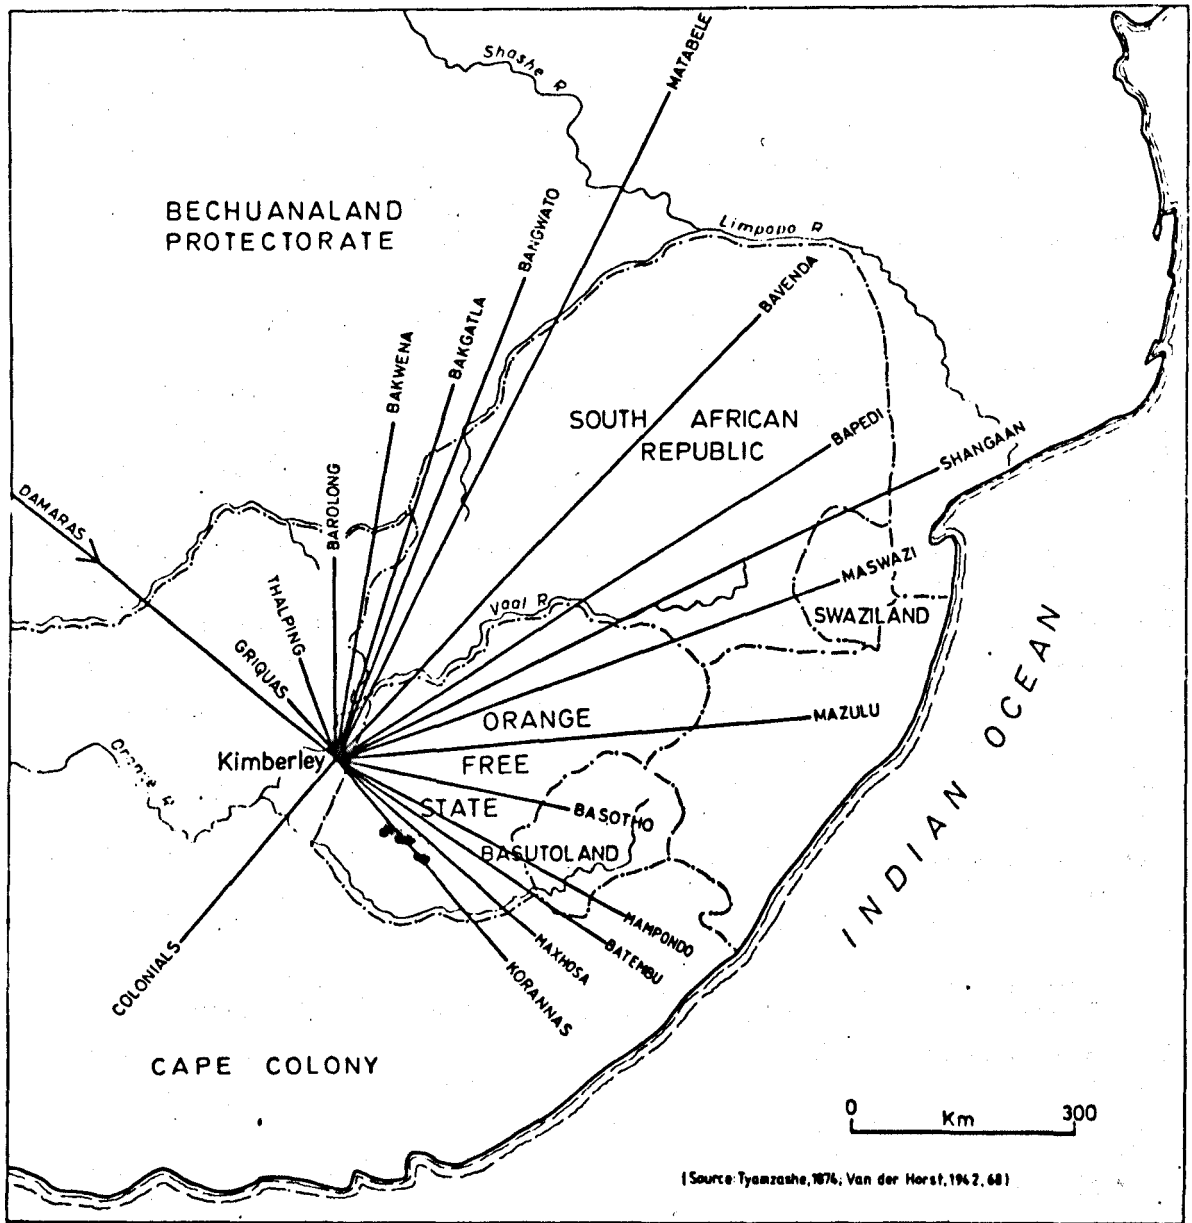 Shashe R
MATABELE
BECHUANALAND
PROTECTORATE
BANGWATO
Limpopo R
BAVENDA
BAKGATLA
BAKWENA
SOUTH AFRICAN
REPUBLIC
BAPEDI
SHANGAAN
BAROLONG
DAMARAS
MASWAZI
THALPING
Vaal R
SWAZILAND
GRIQUAS
ORANGE
MAZULU
Kimberley
FREE
Orange R
STATE
BASOTHO
BASUTOLAND
INDIAN OCEAN
MAMPONDO
BATEMBU
MAXHOSA
KORANNAS
COLONIALS
CAPE COLONY
0 Km 300
(Source: Tyamzashe, 1874; Van der Horst, 1942, 68)